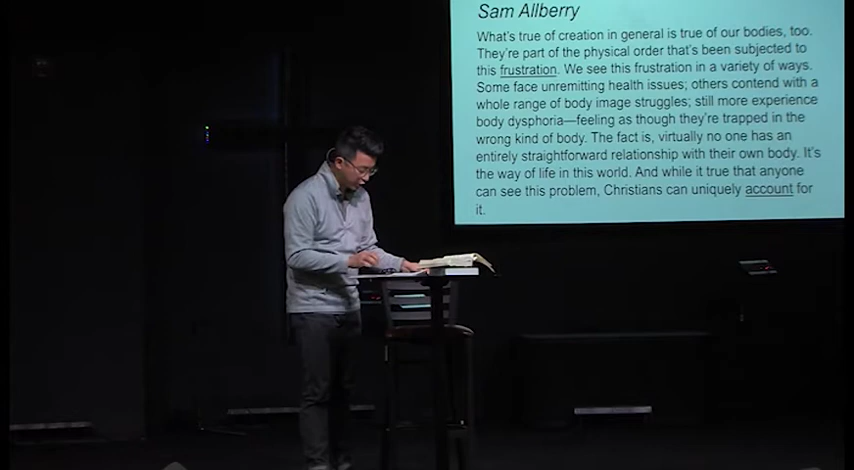 Sam Allberry
What's true of creation in general is true of our bodies, too.
They're part of the physical order that's been subjected to
this frustration. We see this frustration in a variety of ways.
Some face unremitting health issues; others contend with a
whole range of body image struggles; still more experience
body dysphoria—feeling as though they're trapped in the
wrong kind of body. The fact is, virtually no one has an
entirely straightforward relationship with their own body. It's
the way of life in this world. And while it true that anyone
can see this problem, Christians can uniquely account for
it.